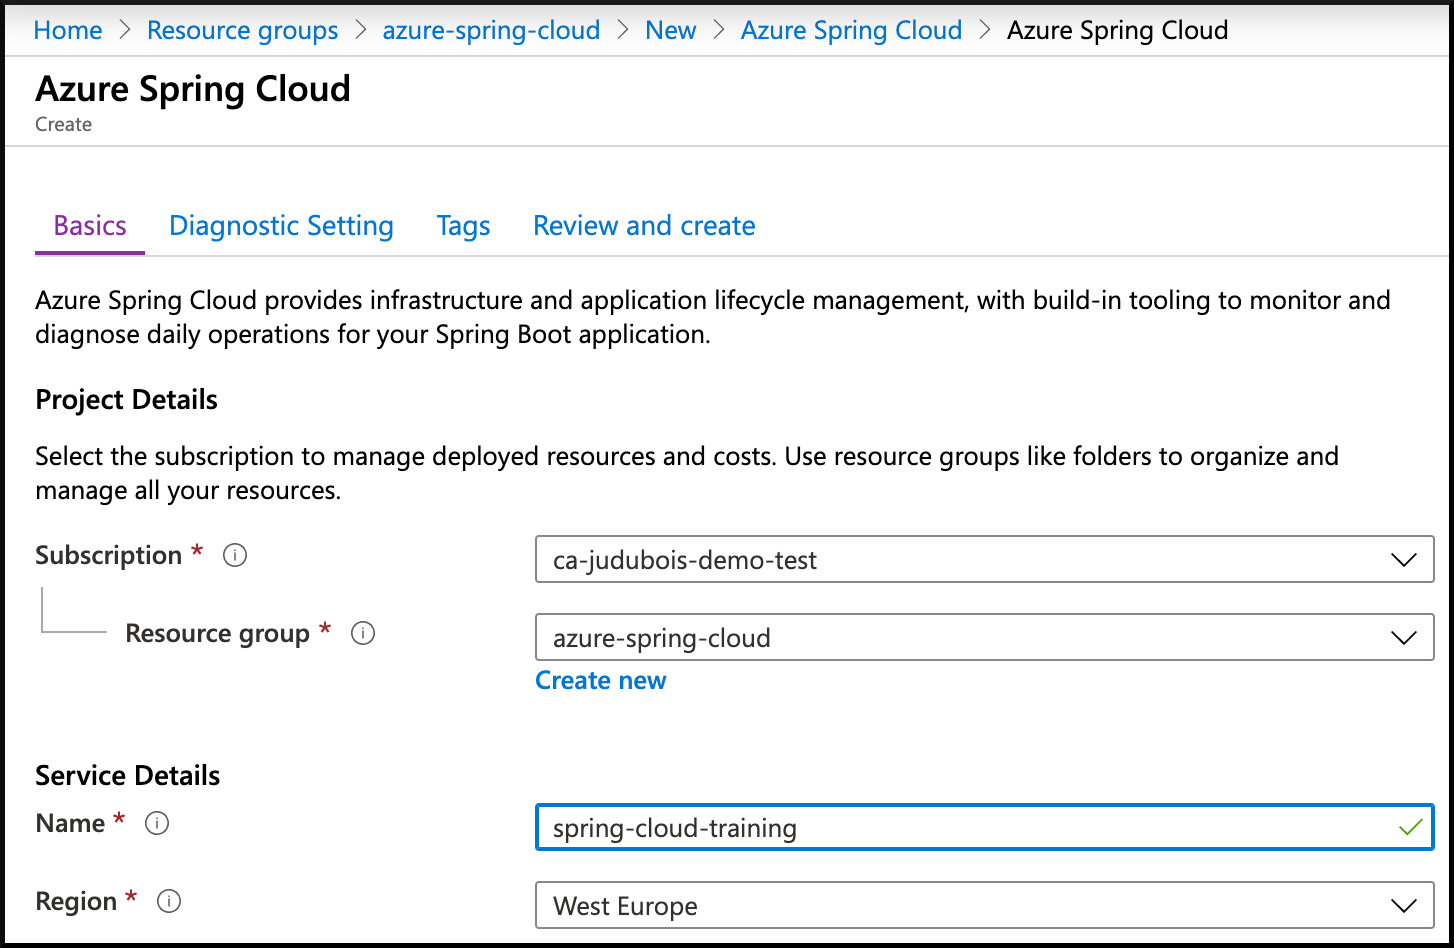 Home > Resource groups > azure-spring-cloud > New > Azure Spring Cloud > Azure Spring Cloud
Azure Spring Cloud
Create
Basics Diagnostic Setting Tags Review and create
Azure Spring Cloud provides infrastructure and application lifecycle management, with build-in tooling to monitor and
diagnose daily operations for your Spring Boot application.
Project Details
Select the subscription to manage deployed resources and costs. Use resource groups like folders to organize and
manage all your resources.
Subscription * ca-judubois-demo-test
Resource group * azure-spring-cloud
Create new
Service Details
Name * spring-cloud-training
Region * West Europe